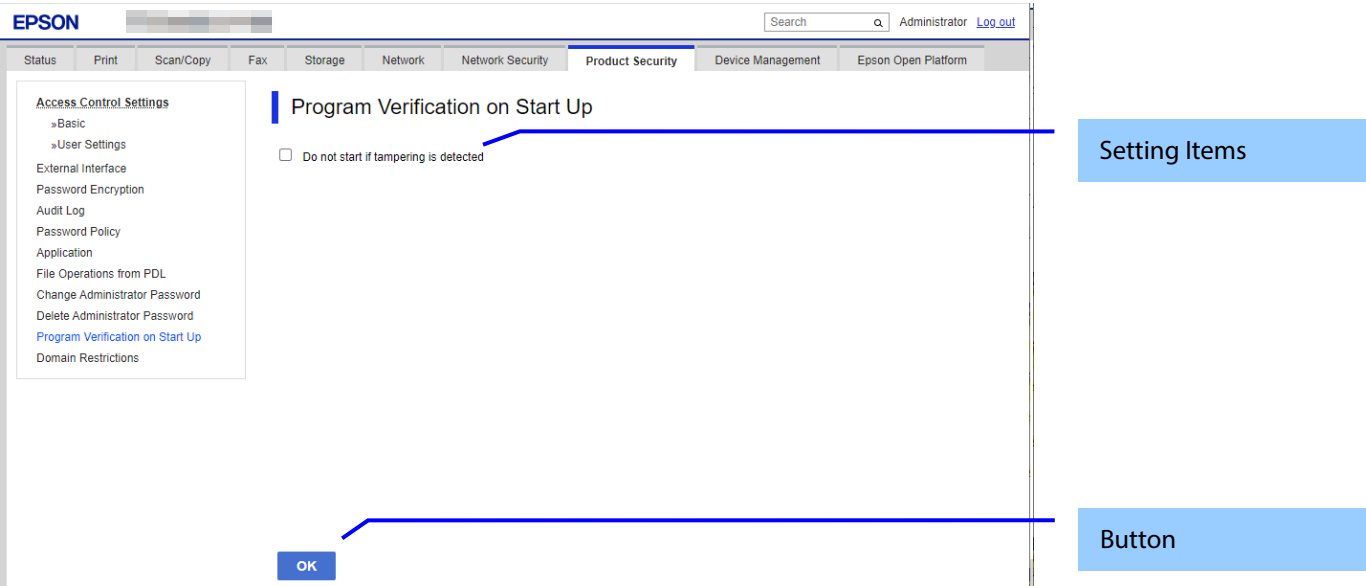 EPSON
Search
Administrator Log out
Status Print Scan/Copy Fax Storage Network Network Security Product Security Device Management Epson Open Platform
Access Control Settings
»Basic
»User Settings
External Interface
Password Encryption
Audit Log
Password Policy
Application
File Operations from PDL
Change Administrator Password
Delete Administrator Password
Program Verification on Start Up
Domain Restrictions
Program Verification on Start Up
Do not start if tampering is detected
OK
Setting Items
Button